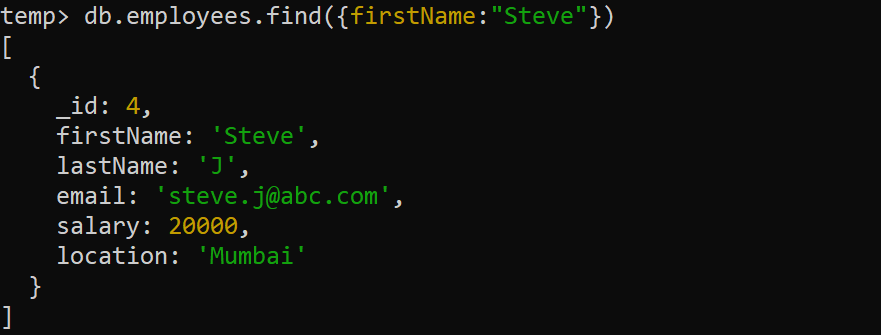 temp> db.employees.find({firstName:"Steve"})
[
  {
    _id: 4,
    firstName: 'Steve',
    lastName: 'J',
    email: 'steve.j@abc.com',
    salary: 20000,
    location: 'Mumbai'
  }
]